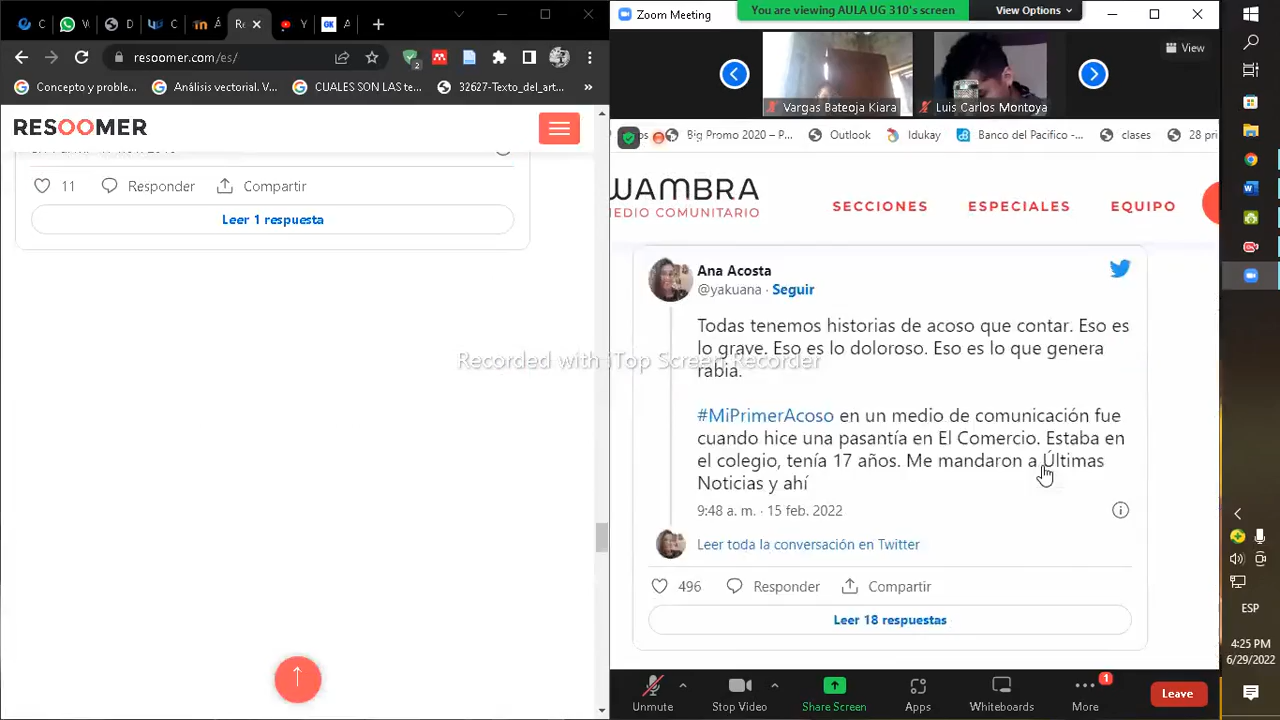 W
D
U
C
R
Y
A
resoomer.com/es/
2
Concepto y proble...
Análisis vectorial. V...
CUALES SON LOS A...
32627-Texto_del_art...
»
RESOOMER
11
Responder
Compartir
Leer 1 respuesta
Zoom Meeting
You are viewing AULA UG 310's screen
View Options
Vargas Bateoja Kiara
Luis Carlos Montoya
View
Big Promo 2020 – P...
Outlook
Idukay
Banco del Pacifico -...
clases
28 pri
WAMBRA
MEDIO COMUNITARIO
SECCIONES
ESPECIALES
EQUIPO
Ana Acosta
@yakuana · Seguir
Todas tenemos historias de acoso que contar. Eso es
lo grave. Eso es lo doloroso. Eso es lo que genera
rabia.
#MiPrimerAcoso en un medio de comunicación fue
cuando hice una pasantía en El Comercio. Estaba en
el colegio, tenía 17 años. Me mandaron a Últimas
Noticias y ahí
9:48 a. m. · 15 feb. 2022
Leer toda la conversación en Twitter
496
Responder
Compartir
Leer 18 respuestas
Recorded with iTop Screen Recorder
Unmute
Stop Video
Share Screen
Apps
Whiteboards
More
1
Leave
ESP
4:25 PM
6/29/2022